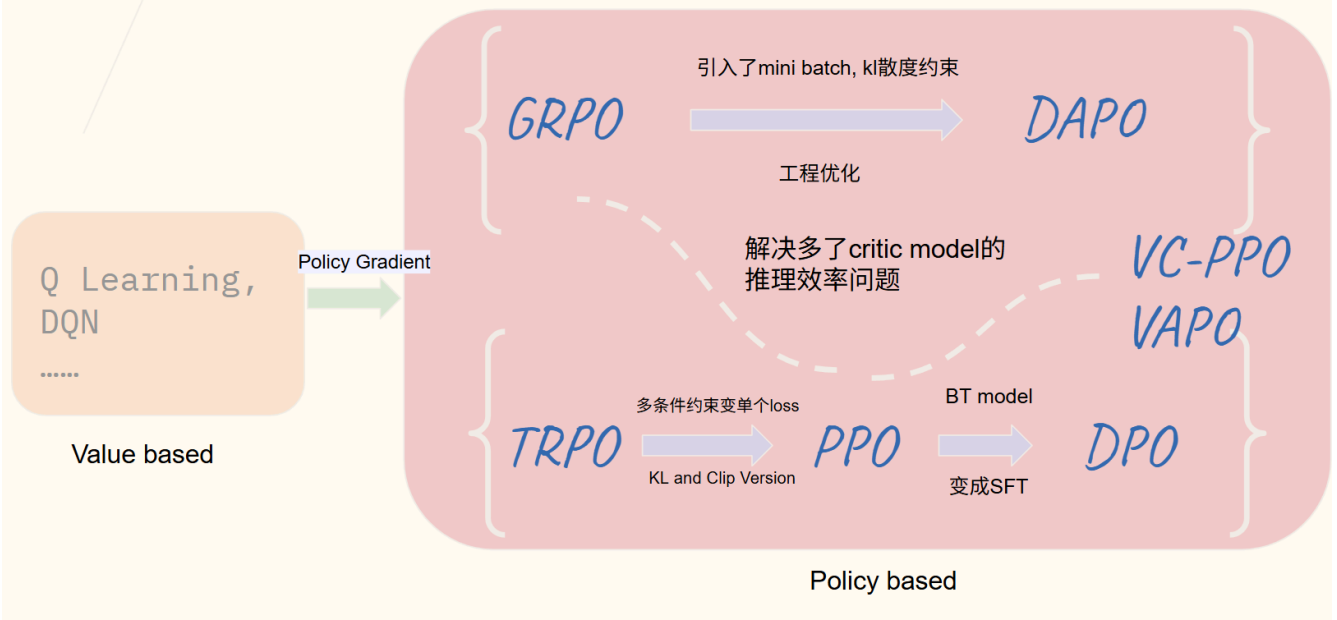 引入了mini batch, kl散度约束
GRPO
DAPO
工程优化
Q Learning,
DQN
……
Value based
Policy Gradient
解决多了critic model的
推理效率问题
VC-PPO
VAPO
多条件约束变单个loss
BT model
TRPO
PPO
DPO
KL and Clip Version
变成SFT
Policy based